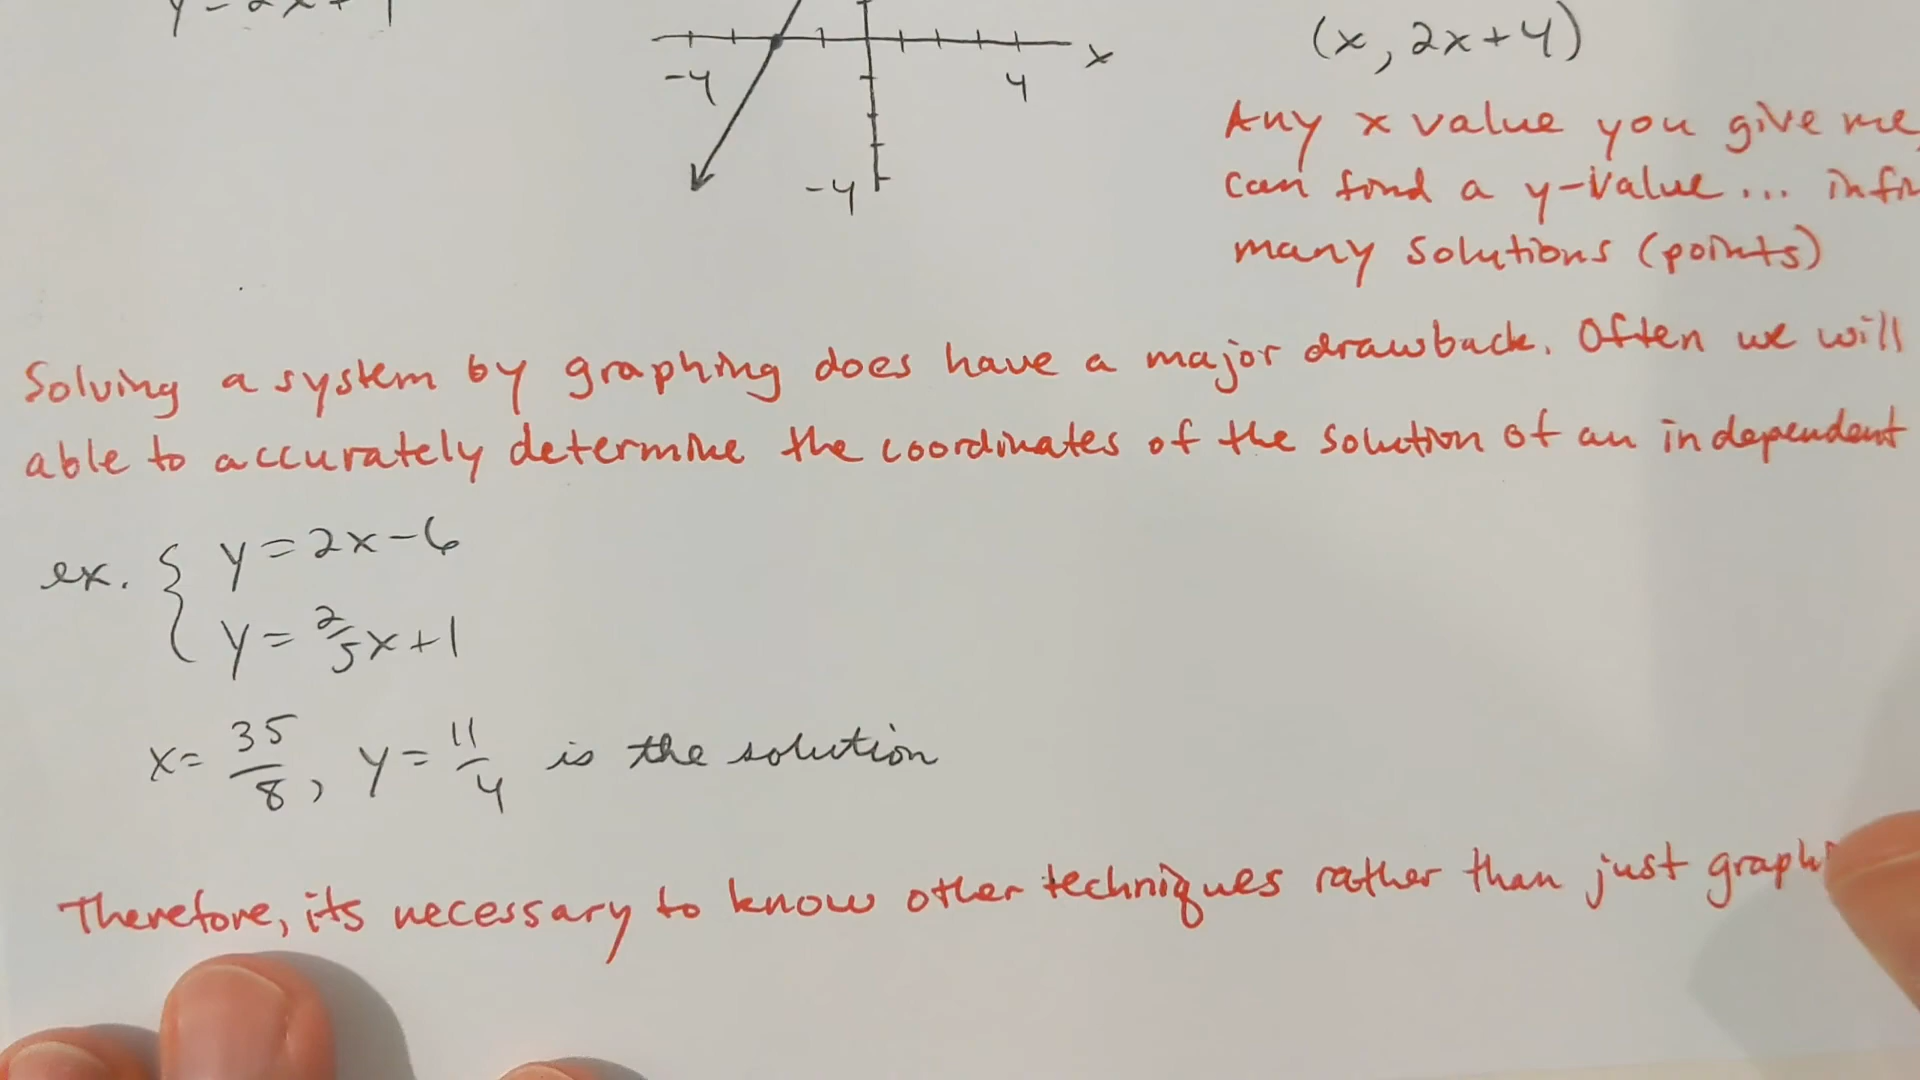 (x, 2x+4)
-4
4
x
-4
Any x value you give me,
can find a y-value... infi
many solutions (points)
Solving a system by graphing does have a major drawback. Often we will
able to accurately determine the coordinates of the solution of an independent
ex. { y=2x-6
y=2/5x+1
x=35/8, y=11/4 is the solution
Therefore, its necessary to know other techniques rather than just graphi